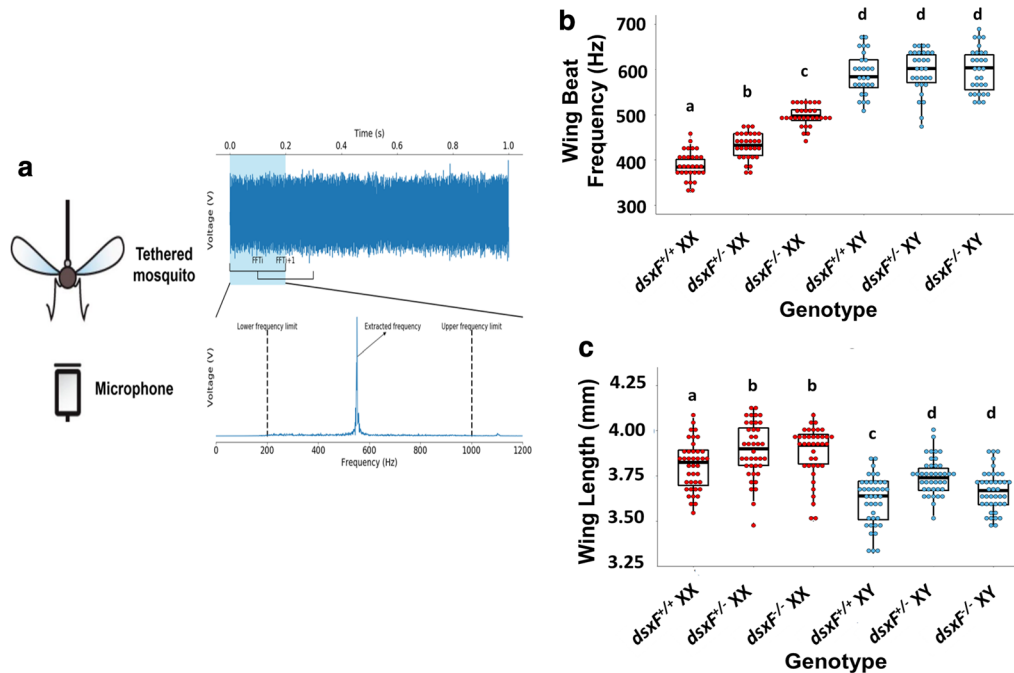 a
Time (s)
0.0 0.2 0.4 0.6 0.8 1.0
Voltage (V)
FFTi FFTi+1
Tethered
mosquito
Lower frequency limit Extracted frequency Upper frequency limit
Voltage (V)
Microphone
0 200 400 600 800 1000 1200
Frequency (Hz)
b
Wing Beat
Frequency (Hz)
700
600
500
400
300
a b c d d d
dsxF+/+ XX
dsxF+/- XX
dsxF-/- XX
dsxF+/+ XY
dsxF+/- XY
dsxF-/- XY
Genotype
c
Wing Length (mm)
4.25
4.00
3.75
3.50
3.25
a b b c d d
dsxF+/+ XX
dsxF+/- XX
dsxF-/- XX
dsxF+/+ XY
dsxF+/- XY
dsxF-/- XY
Genotype